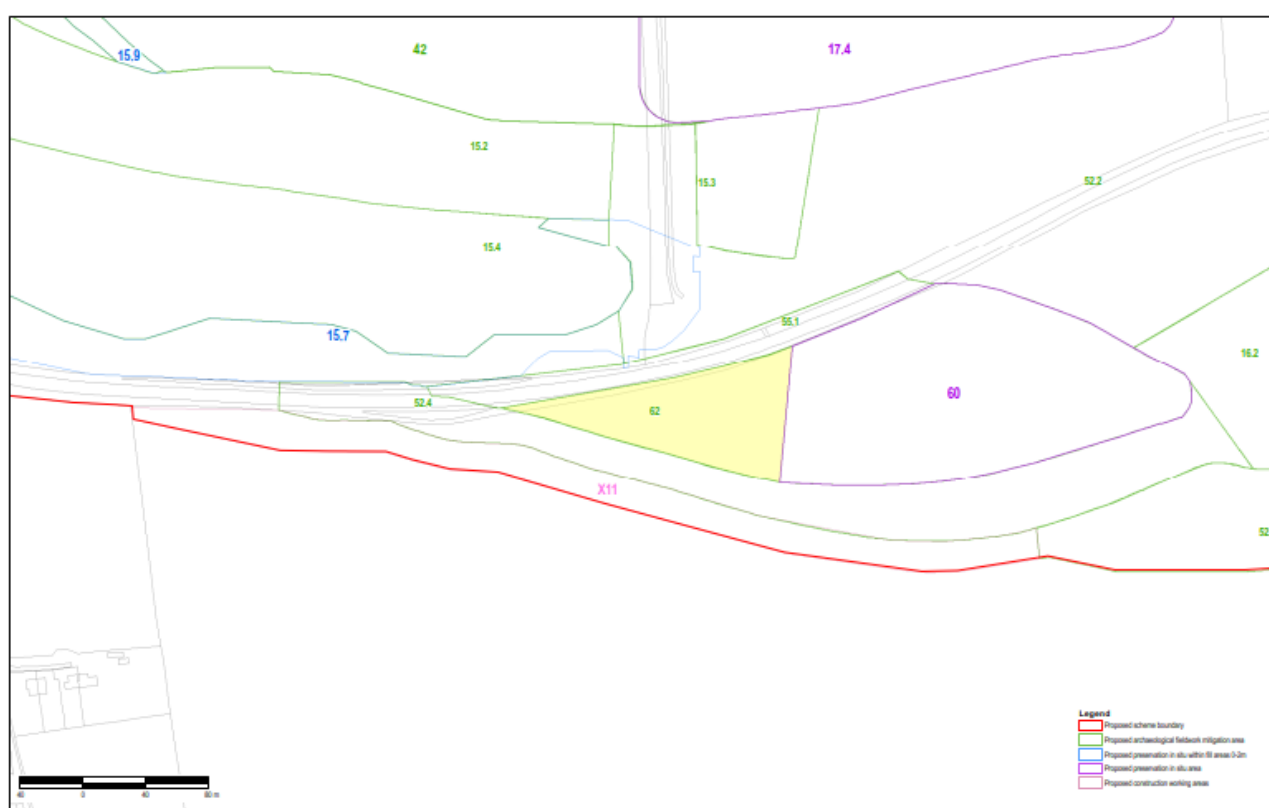 42
17.4
15.9
15.2
15.3
52.2
15.4
55.1
15.7
16.2
60
52.4
62
X11
52
Legend
Proposed scheme boundary
Proposed archaeological fieldwork mitigation area
Proposed preservation in situ within fill areas 0-2m
Proposed preservation in situ area
Proposed construction working areas
40 0 40 80 m